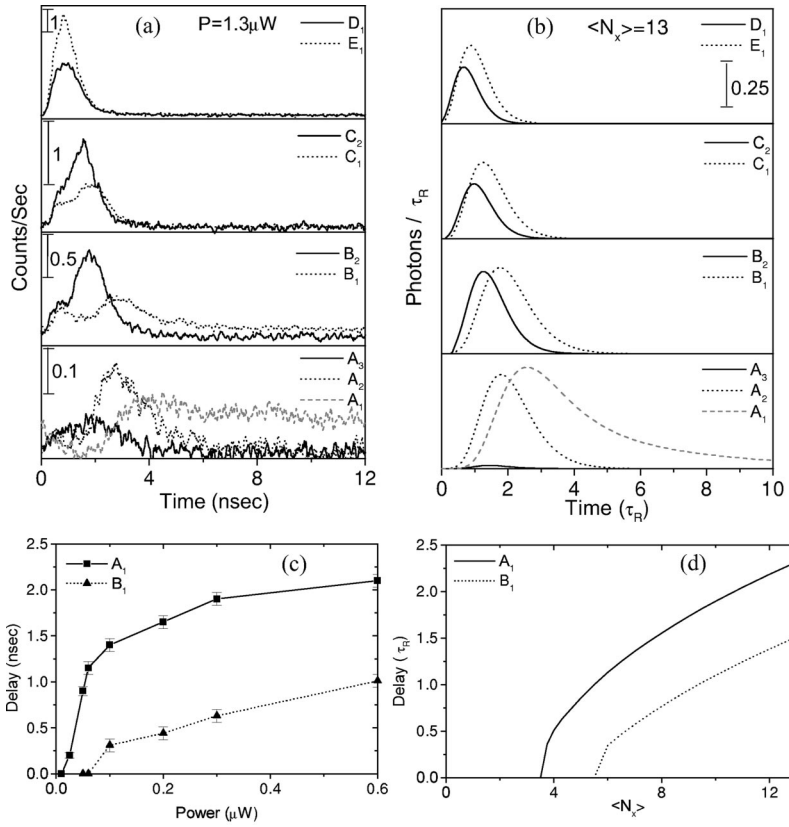 (a) P=1.3μW
1
D₁
E₁
1
C₂
C₁
0.5
B₂
B₁
0.1
A₃
A₂
A₁
Counts/Sec
0 4 8 12
Time (nsec)
(b) <Nₓ>=13
D₁
E₁
0.25
C₂
C₁
B₂
B₁
A₃
A₂
A₁
Photons / τR
0 2 4 6 8 10
Time (τR)
(c)
A₁
B₁
2.5
2.0
1.5
1.0
0.5
0.0
Delay (nsec)
0.0 0.2 0.4 0.6
Power (μW)
(d)
A₁
B₁
2.5
2.0
1.5
1.0
0.5
0.0
Delay (τR)
0 4 8 12
<Nₓ>